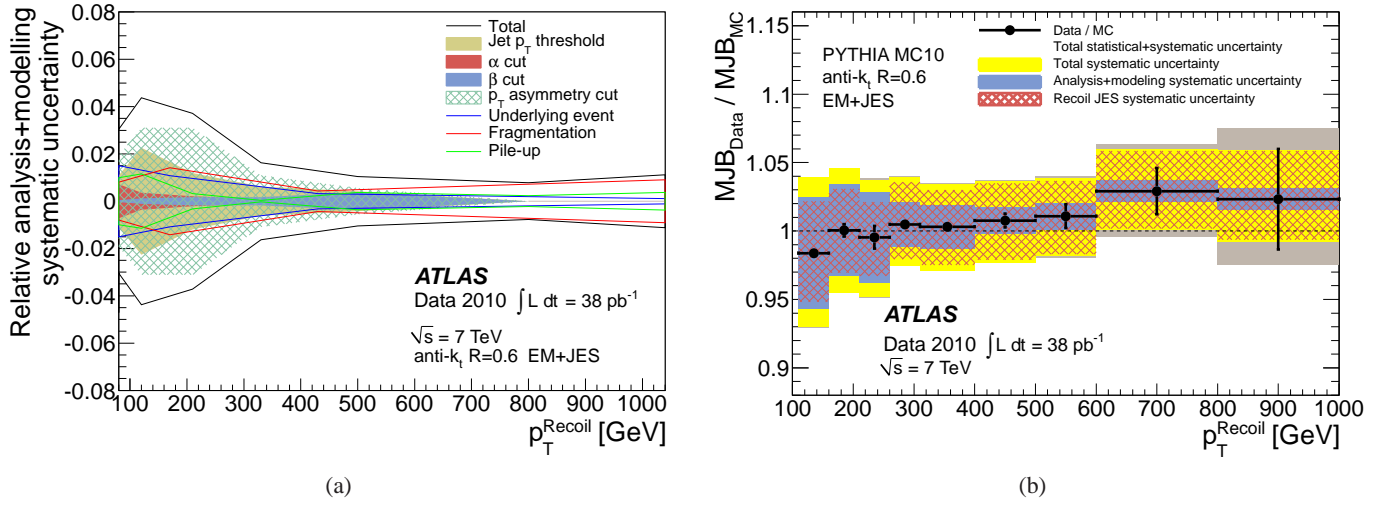 Relative analysis+modelling
systematic uncertainty
0.08
0.06
0.04
0.02
0
-0.02
-0.04
-0.06
-0.08
Total
Jet p_T threshold
α cut
β cut
p_T asymmetry cut
Underlying event
Fragmentation
Pile-up
ATLAS
Data 2010 ∫L dt = 38 pb⁻¹
√s = 7 TeV
anti-k_t R=0.6 EM+JES
100 200 300 400 500 600 700 800 900 1000
p_T^Recoil [GeV]
(a)
MJB_Data / MJB_MC
1.15
1.1
1.05
1
0.95
0.9
PYTHIA MC10
anti-k_t R=0.6
EM+JES
Data / MC
Total statistical+systematic uncertainty
Total systematic uncertainty
Analysis+modeling systematic uncertainty
Recoil JES systematic uncertainty
ATLAS
Data 2010 ∫L dt = 38 pb⁻¹
√s = 7 TeV
100 200 300 400 500 600 700 800 900 1000
p_T^Recoil [GeV]
(b)